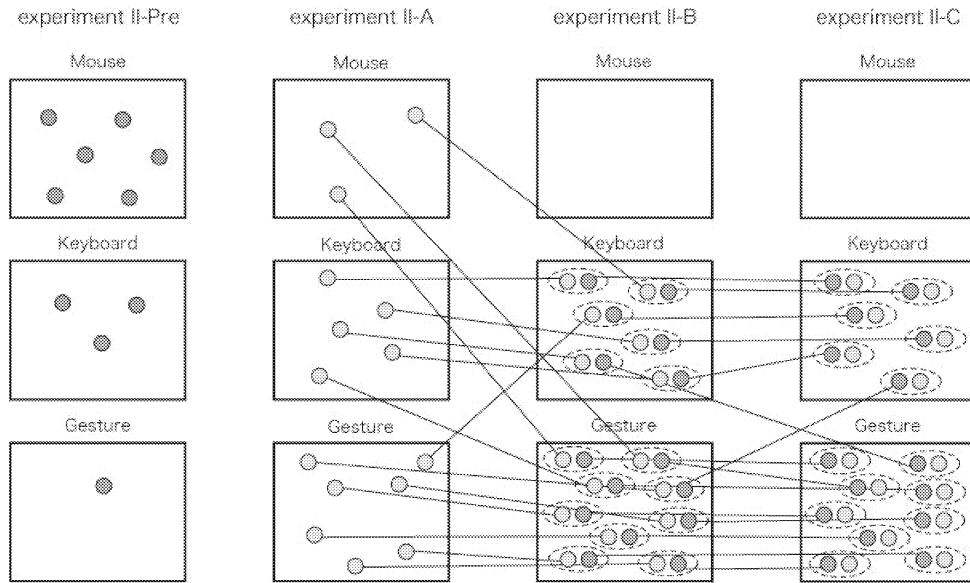 experiment II-Pre experiment II-A experiment II-B experiment II-C
Mouse Mouse Mouse Mouse
Keyboard Keyboard Keyboard Keyboard
Gesture Gesture Gesture Gesture